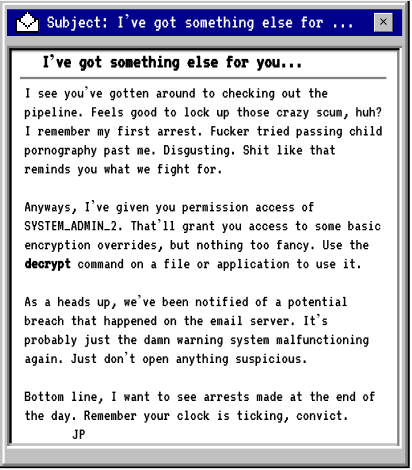 Subject: I've got something else for ...
I've got something else for you...
I see you've gotten around to checking out the
pipeline. Feels good to lock up those crazy scum, huh?
I remember my first arrest. Fucker tried passing child
pornography past me. Disgusting. Shit like that
reminds you what we fight for.
Anyways, I've given you permission access of
SYSTEM_ADMIN_2. That'll grant you access to some basic
encryption overrides, but nothing too fancy. Use the
decrypt command on a file or application to use it.
As a heads up, we've been notified of a potential
breach that happened on the email server. It's
probably just the damn warning system malfunctioning
again. Just don't open anything suspicious.
Bottom line, I want to see arrests made at the end of
the day. Remember your clock is ticking, convict.
JP